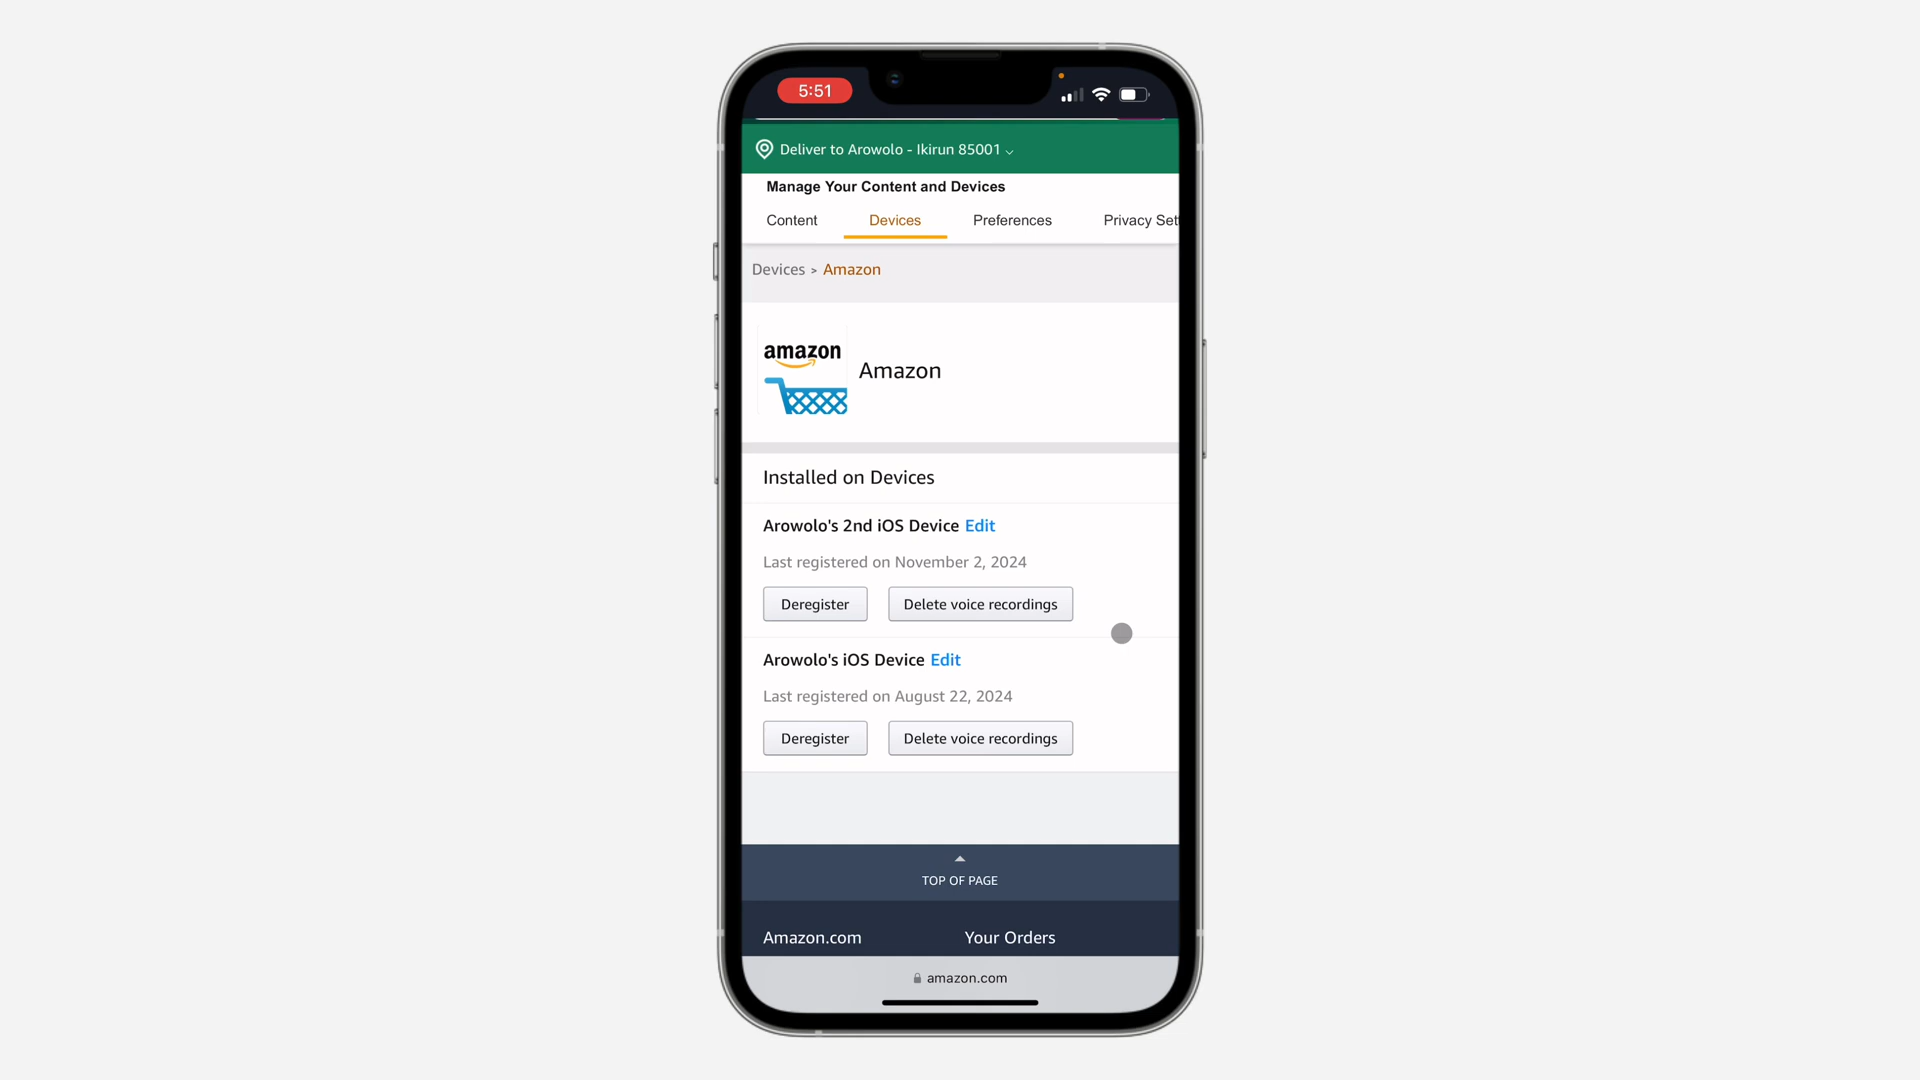 5:51
Deliver to Arowolo - Ikirun 85001
Manage Your Content and Devices
Content Devices Preferences Privacy Set
Devices > Amazon
amazon
Amazon
Installed on Devices
Arowolo's 2nd iOS Device Edit
Last registered on November 2, 2024
Deregister Delete voice recordings
Arowolo's iOS Device Edit
Last registered on August 22, 2024
Deregister Delete voice recordings
TOP OF PAGE
Amazon.com Your Orders
amazon.com